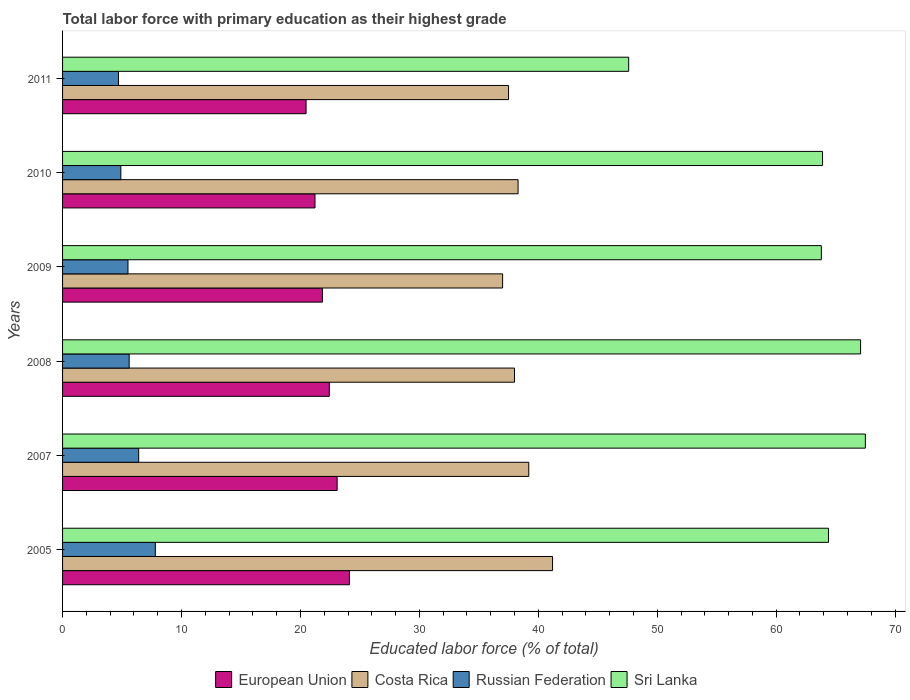 Total labor force with primary education as their highest grade
2011
2010
2009
2008
2007
2005
Years
0 10 20 30 40 50 60 70
Educated labor force (% of total)
European Union Costa Rica Russian Federation Sri Lanka